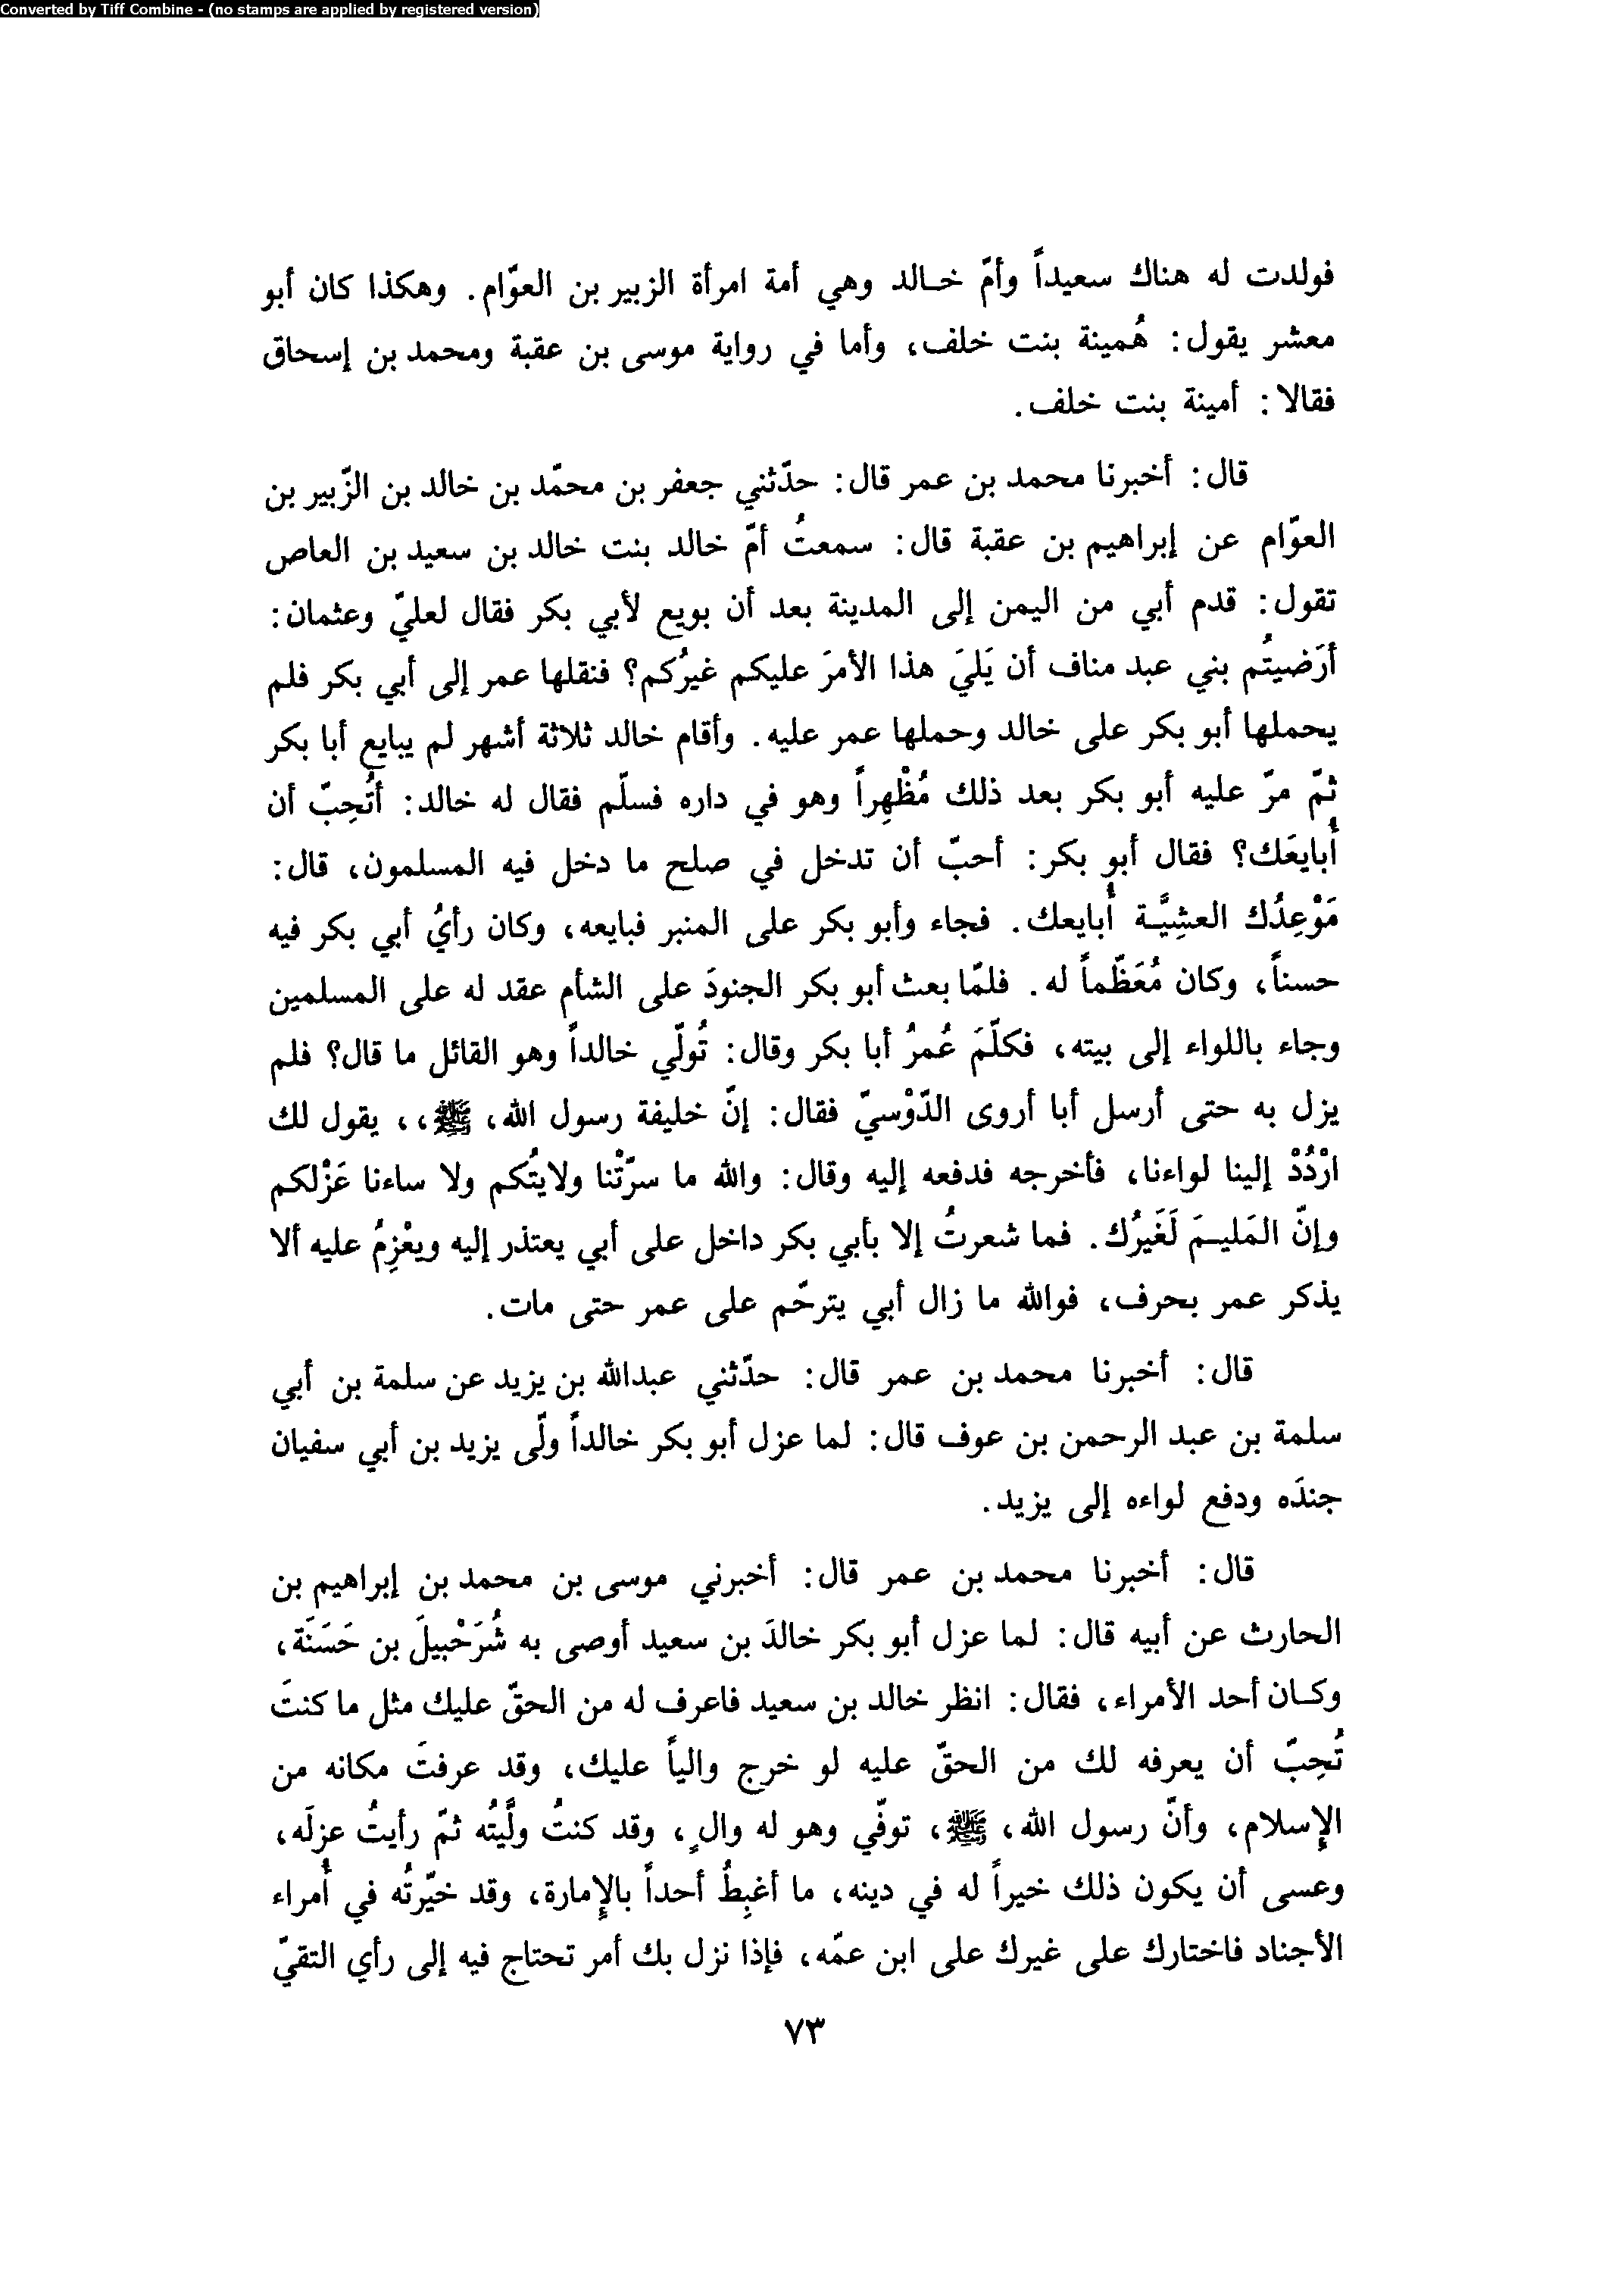 Converted by Tiff Combine - (no stamps are applied by registered version)
فولدت له هناك سعيداً وأمّ خـالد وهي أمة امرأة الزبير بن العوّام. وهكذا كان أبو
معشر يقول: هُمينة بنت خلف، وأما في رواية موسى بن عقبة ومحمد بن إسحاق
فقالا: أمينة بنت خلف.
قال: أخبرنا محمد بن عمر قال: حدّثني جعفر بن محمّد بن خالد بن الزّبير بن
العوّام عن إبراهيم بن عقبة قال: سمعتُ أمّ خالد بنت خالد بن سعيد بن العاص
تقول: قدم أبي من اليمن إلى المدينة بعد أن بويع لأبي بكر فقال لعليّ وعثمان:
أرَضيتُم بني عبد مناف أن يَليَ هذا الأمرَ عليكم غيرُكم؟ فنقلها عمر إلى أبي بكر فلم
يحملها أبو بكر على خالد وحملها عمر عليه. وأقام خالد ثلاثة أشهر لم يبايع أبا بكر
ثمّ مرّ عليه أبو بكر بعد ذلك مُظْهِراً وهو في داره فسلّم فقال له خالد: أتُحِبّ أن
أُبايعَك؟ فقال أبو بكر: أحبّ أن تدخل في صلح ما دخل فيه المسلمون، قال:
مَوْعِدُك العشِيَّـة أُبايعك. فجاء وأبو بكر على المنبر فبايعه، وكان رأيُ أبي بكر فيه
حسناً، وكان مُعَظّماً له. فلمّا بعث أبو بكر الجنودَ على الشأم عقد له على المسلمين
وجاء باللواء إلى بيته، فكلّمَ عُمرُ أبا بكر وقال: تُولّي خالداً وهو القائل ما قال؟ فلم
يزل به حتى أرسل أبا أروى الدّوْسيّ فقال: إنّ خليفة رسول الله، ﷺ،، يقول لك
ارْدُدْ إلينا لواءنا، فأخرجه فدفعه إليه وقال: والله ما سرّتْنا ولايتُكم ولا ساءنا عَزْلكم
وإنّ المَليـمَ لَغَيرُك. فما شعرتُ إلا بأبي بكر داخل على أبي يعتذر إليه ويعْزِمُ عليه ألا
يذكر عمر بحرف، فوالله ما زال أبي يترحّم على عمر حتى مات.
قال: أخبرنا محمد بن عمر قال: حدّثني عبدالله بن يزيد عن سلمة بن أبي
سلمة بن عبد الرحمن بن عوف قال: لما عزل أبو بكر خالداً ولّى يزيد بن أبي سفيان
جندَه ودفع لواءه إلى يزيد.
قال: أخبرنا محمد بن عمر قال: أخبرني موسى بن محمد بن إبراهيم بن
الحارث عن أبيه قال: لما عزل أبو بكر خالدَ بن سعيد أوصى به شُرَحْبيلَ بن حَسَنَة،
وكـان أحد الأمراء، فقال: انظر خالد بن سعيد فاعرف له من الحقّ عليك مثل ما كنتَ
تُحِبّ أن يعرفه لك من الحقّ عليه لو خرج والياً عليك، وقد عرفتَ مكانه من
الإسلام، وأنّ رسول الله، ﷺ، توفّي وهو له والٍ، وقد كنتُ ولَّيتُه ثمّ رأيتُ عزلَه،
وعسى أن يكون ذلك خيراً له في دينه، ما أغبِطُ أحداً بالإمارة، وقد خيّرتُه في أُمراء
الأجناد فاختارك على غيرك على ابن عمّه، فإذا نزل بك أمر تحتاج فيه إلى رأي التقيّ
٧٣